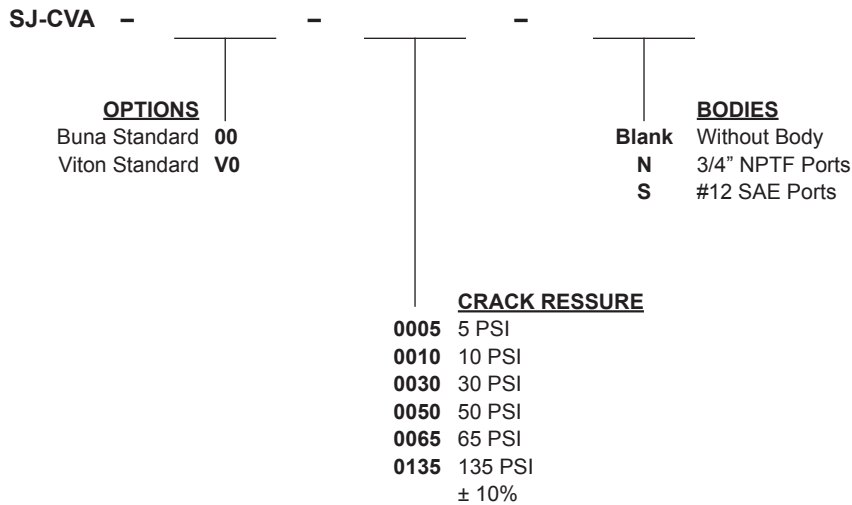 SJ-CVA – – –
OPTIONS
Buna Standard 00
Viton Standard V0
BODIES
Blank Without Body
N 3/4” NPTF Ports
S #12 SAE Ports
CRACK RESSURE
0005 5 PSI
0010 10 PSI
0030 30 PSI
0050 50 PSI
0065 65 PSI
0135 135 PSI
± 10%